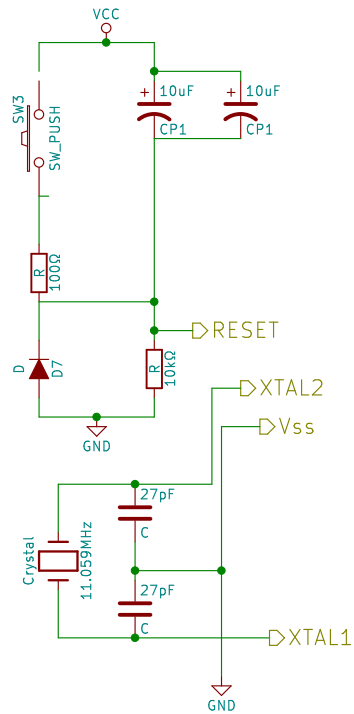 VCC
SW3
SW_PUSH
+ 10uF
CP1
+ 10uF
CP1
R
100Ω
RESET
D
D7
R
10kΩ
GND
XTAL2
Vss
27pF
C
Crystal
11.059MHz
27pF
C
XTAL1
GND